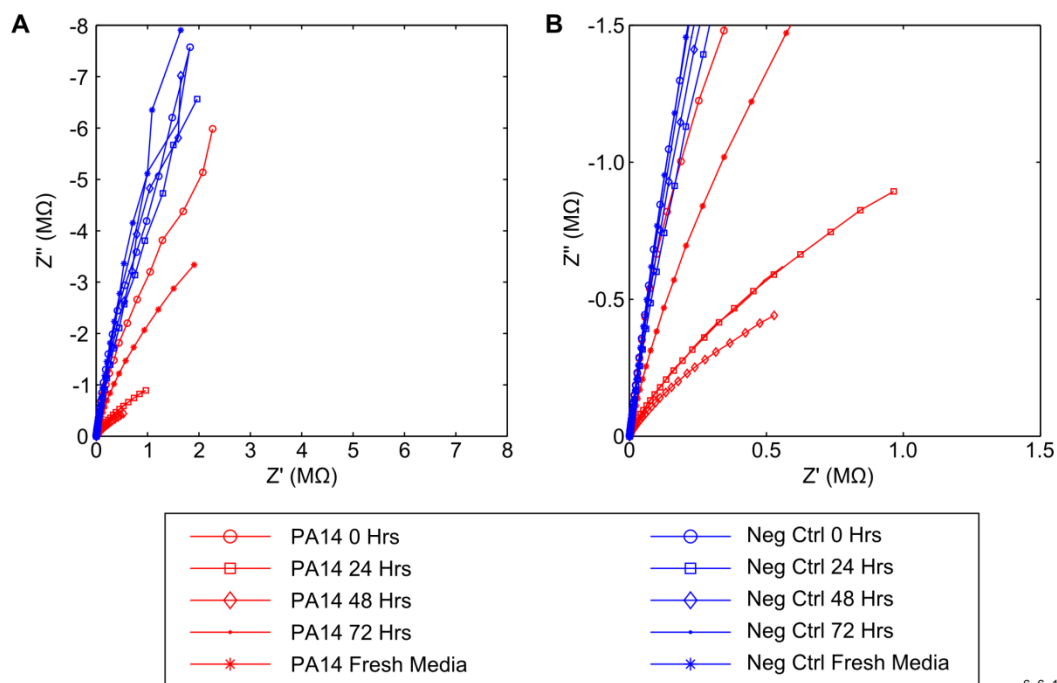 A
B
-8
-7
-6
-5
-4
-3
-2
-1
0
Z'' (MΩ)
0 1 2 3 4 5 6 7 8
Z' (MΩ)
-1.5
-1.0
-0.5
0
Z'' (MΩ)
0 0.5 1.0 1.5
Z' (MΩ)
PA14 0 Hrs
PA14 24 Hrs
PA14 48 Hrs
PA14 72 Hrs
PA14 Fresh Media
Neg Ctrl 0 Hrs
Neg Ctrl 24 Hrs
Neg Ctrl 48 Hrs
Neg Ctrl 72 Hrs
Neg Ctrl Fresh Media